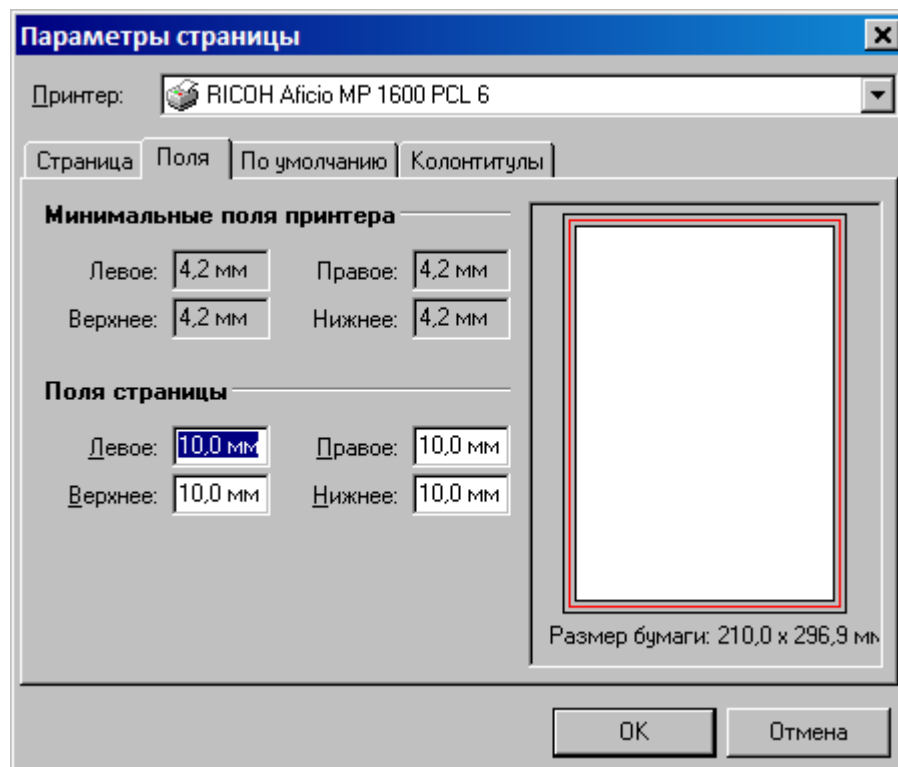 Параметры страницы
Принтер: RICOH Aficio MP 1600 PCL 6
Страница Поля По умолчанию Колонтитулы
Минимальные поля принтера
Левое: 4,2 мм Правое: 4,2 мм
Верхнее: 4,2 мм Нижнее: 4,2 мм
Поля страницы
Левое: 10,0 мм Правое: 10,0 мм
Верхнее: 10,0 мм Нижнее: 10,0 мм
Размер бумаги: 210,0 x 296,9 мм
OK Отмена